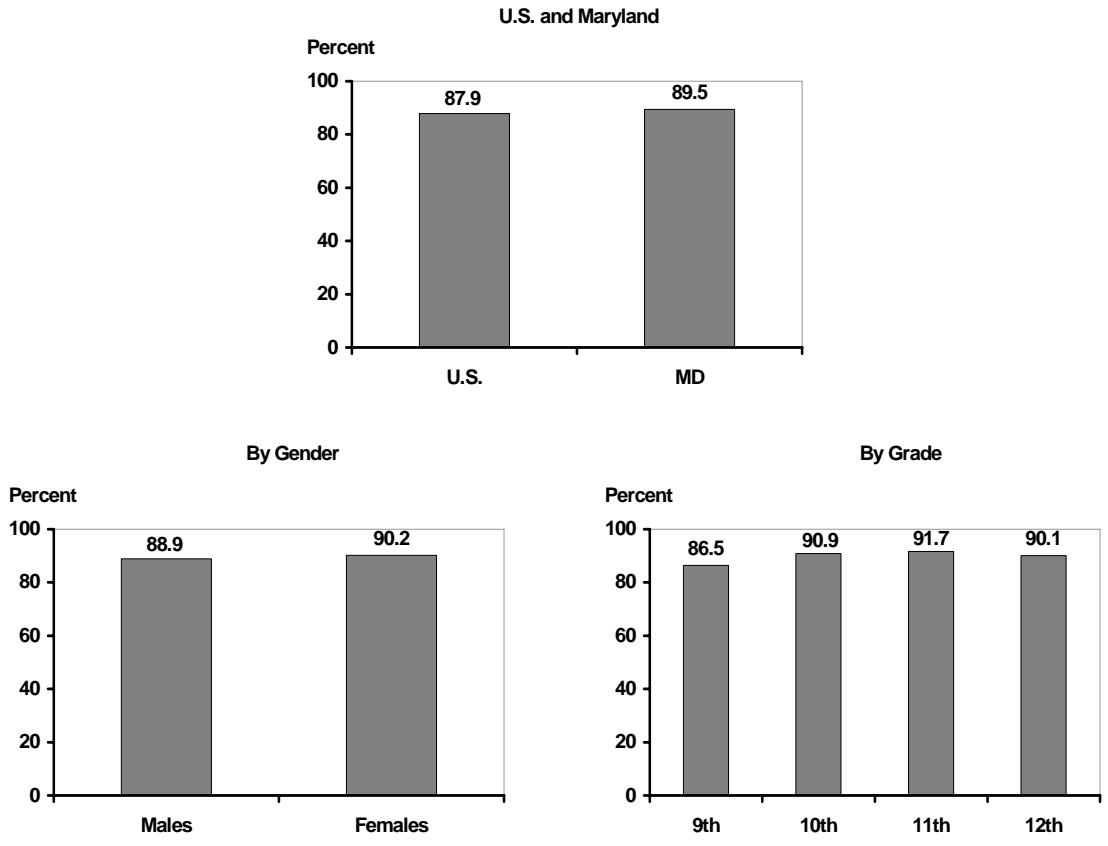 U.S. and Maryland
Percent
100
80
60
40
20
0
87.9
89.5
U.S.
MD
By Gender
Percent
100
80
60
40
20
0
88.9
90.2
Males
Females
By Grade
Percent
100
80
60
40
20
0
86.5
90.9
91.7
90.1
9th
10th
11th
12th